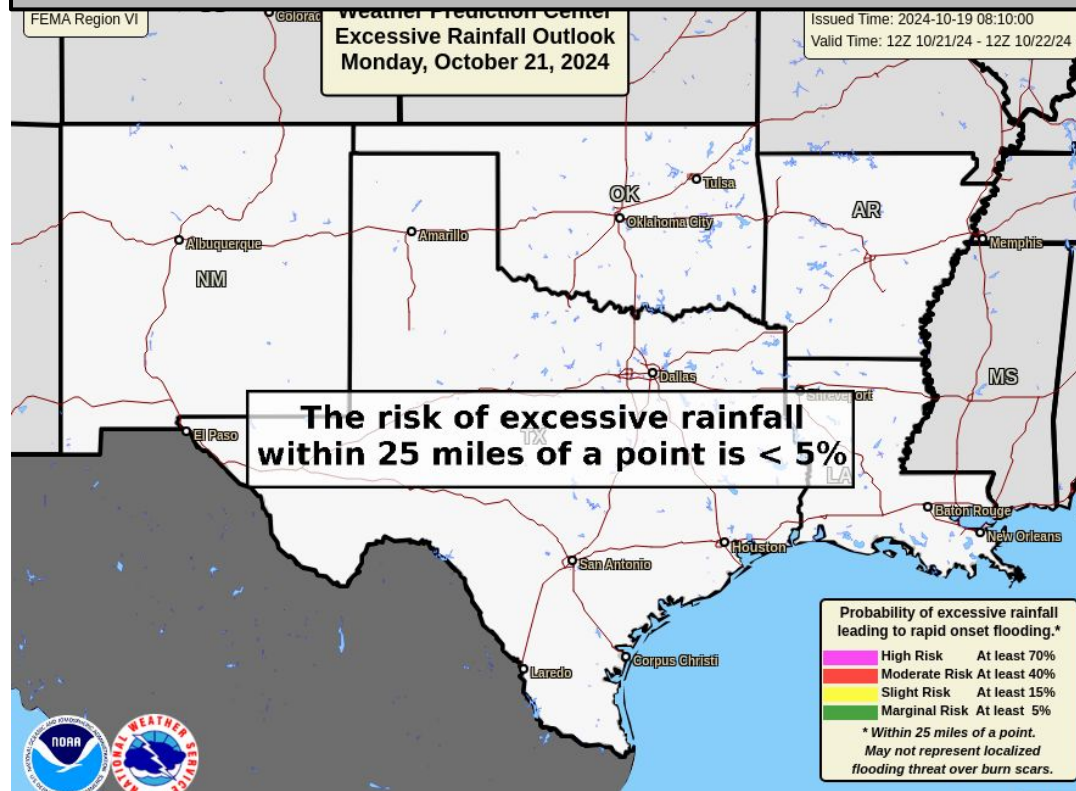 FEMA Region VI
Weather Prediction Center
Excessive Rainfall Outlook
Monday, October 21, 2024
Issued Time: 2024-10-19 08:10:00
Valid Time: 12Z 10/21/24 - 12Z 10/22/24
Colorad
Tulsa
OK
Oklahoma City
AR
Albuquerque
Amarillo
Memphis
NM
Dallas
MS
Shreveport
The risk of excessive rainfall
El Paso
TX
within 25 miles of a point is < 5%
LA
Baton Rouge
New Orleans
Houston
San Antonio
Corpus Christi
Laredo
Probability of excessive rainfall
leading to rapid onset flooding.*
High Risk At least 70%
Moderate Risk At least 40%
Slight Risk At least 15%
Marginal Risk At least 5%
* Within 25 miles of a point.
May not represent localized
flooding threat over burn scars.
NOAA
NATIONAL WEATHER SERVICE